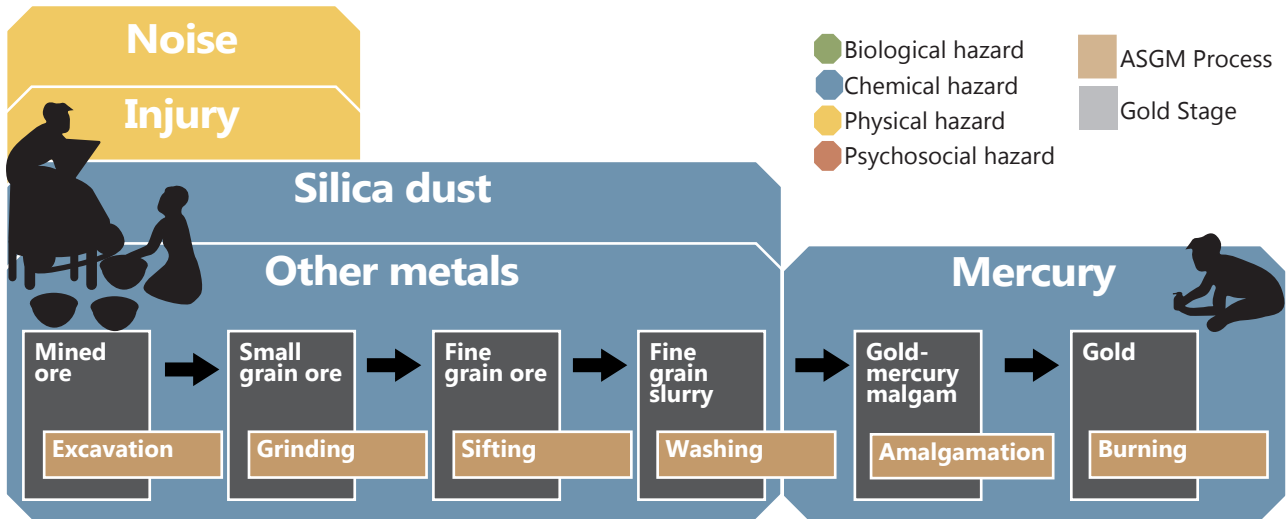 Noise
Injury
Silica dust
Other metals
Mercury
Biological hazard
Chemical hazard
Physical hazard
Psychosocial hazard
ASGM Process
Gold Stage
Mined
ore
Excavation
Small
grain ore
Grinding
Fine
grain ore
Sifting
Fine
grain
slurry
Washing
Gold-
mercury
malgam
Amalgamation
Gold
Burning